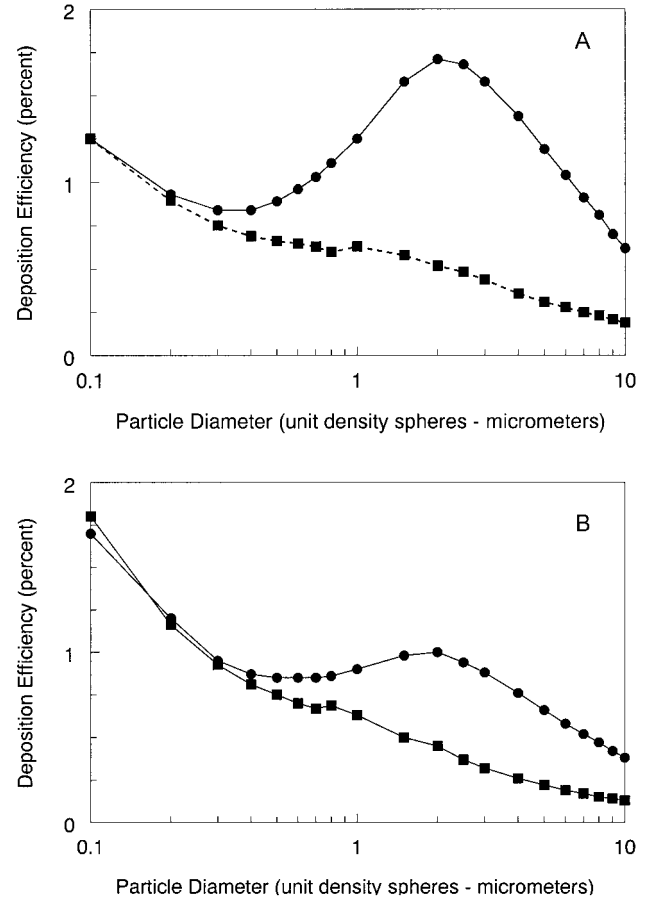 2
A
Deposition Efficiency (percent)
1
0
0.1 1 10
Particle Diameter (unit density spheres - micrometers)
2
B
Deposition Efficiency (percent)
1
0
0.1 1 10
Particle Diameter (unit density spheres - micrometers)